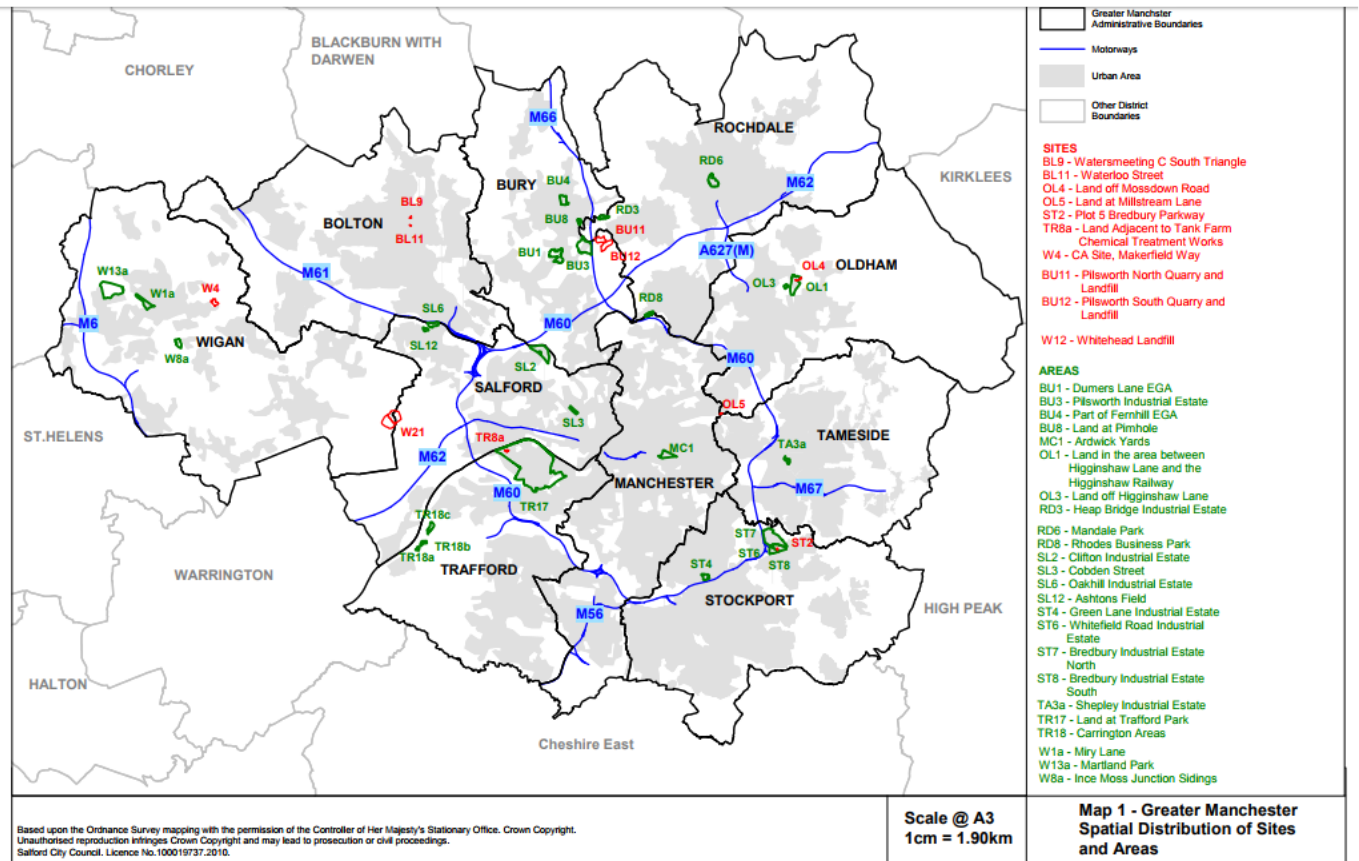 CHORLEY
BLACKBURN WITH
DARWEN
M66
ROCHDALE
RD6
M62
KIRKLEES
BURY
BU4
BU8
RD3
BU11
BU12
BU1
BU3
BOLTON
BL9
BL11
A627(M)
OLDHAM
OL4
OL3
OL1
M61
W13a
W1a
W4
M6
WIGAN
W8a
SL6
SL12
RD8
M60
SL2
SALFORD
M60
SL3
OL5
TAMESIDE
ST.HELENS
W21
M62
TR8a
MC1
TA3a
MANCHESTER
M67
M60
TR17
TR18c
TR18b
TR18a
TRAFFORD
ST7
ST2
ST6
ST8
ST4
STOCKPORT
M56
WARRINGTON
HIGH PEAK
HALTON
Cheshire East
Greater Manchster
Administrative Boundaries
Motorways
Urban Area
Other District
Boundaries
SITES
BL9 - Watersmeeting C South Triangle
BL11 - Waterloo Street
OL4 - Land off Mossdown Road
OL5 - Land at Millstream Lane
ST2 - Plot 5 Bredbury Parkway
TR8a - Land Adjacent to Tank Farm
Chemical Treatment Works
W4 - CA Site, Makerfield Way
BU11 - Pilsworth North Quarry and
Landfill
BU12 - Pilsworth South Quarry and
Landfill
W12 - Whitehead Landfill
AREAS
BU1 - Dumers Lane EGA
BU3 - Pilsworth Industrial Estate
BU4 - Part of Fernhill EGA
BU8 - Land at Pimhole
MC1 - Ardwick Yards
OL1 - Land in the area between
Higginshaw Lane and the
Higginshaw Railway
OL3 - Land off Higginshaw Lane
RD3 - Heap Bridge Industrial Estate
RD6 - Mandale Park
RD8 - Rhodes Business Park
SL2 - Clifton Industrial Estate
SL3 - Cobden Street
SL6 - Oakhill Industrial Estate
SL12 - Ashtons Field
ST4 - Green Lane Industrial Estate
ST6 - Whitefield Road Industrial
Estate
ST7 - Bredbury Industrial Estate
North
ST8 - Bredbury Industrial Estate
South
TA3a - Shepley Industrial Estate
TR17 - Land at Trafford Park
TR18 - Carrington Areas
W1a - Miry Lane
W13a - Martland Park
W8a - Ince Moss Junction Sidings
Based upon the Ordnance Survey mapping with the permission of the Controller of Her Majesty's Stationary Office. Crown Copyright.
Unauthorised reproduction infringes Crown Copyright and may lead to prosecution or civil proceedings.
Salford City Council. Licence No.100019737.2010.
Scale @ A3
1cm = 1.90km
Map 1 - Greater Manchester
Spatial Distribution of Sites
and Areas